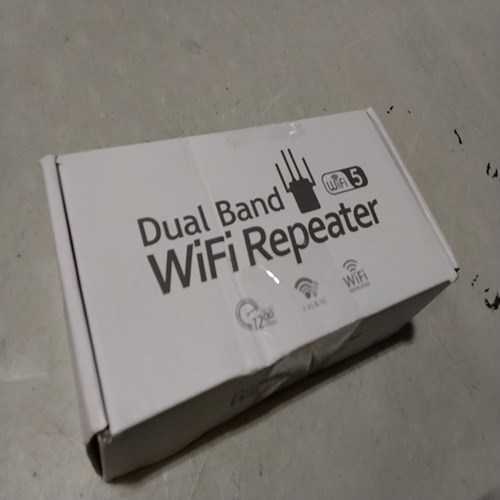 Dual Band
WiFi 5
WiFi Repeater
1200
2.4G & 5G
WiFi